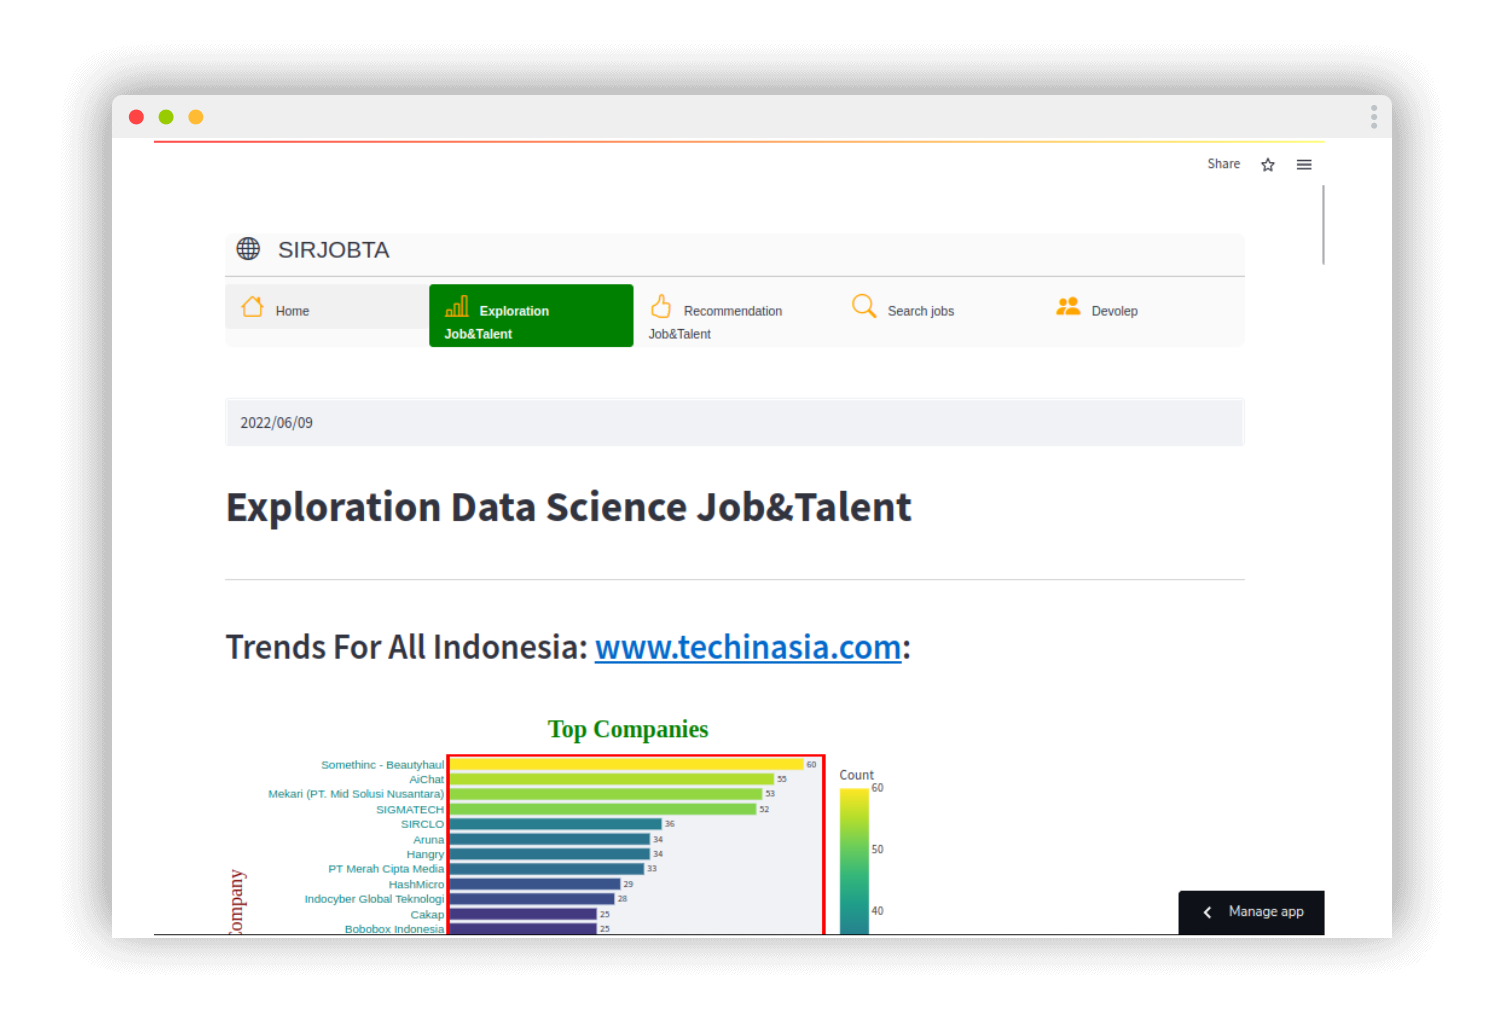 Share
SIRJOBTA
Home
Exploration
Job&Talent
Recommendation
Job&Talent
Search jobs
Devolep
2022/06/09
Exploration Data Science Job&Talent
Trends For All Indonesia: www.techinasia.com:
Top Companies
Somethinc - Beautyhaul 60
AiChat 55
Mekari (PT. Mid Solusi Nusantara) 53
SIGMATECH 52
SIRCLO 36
Aruna 34
Hangry 34
PT Merah Cipta Media 33
HashMicro 29
Indocyber Global Teknologi 28
Cakap 25
Bobobox Indonesia 25
Count
60
50
40
Manage app